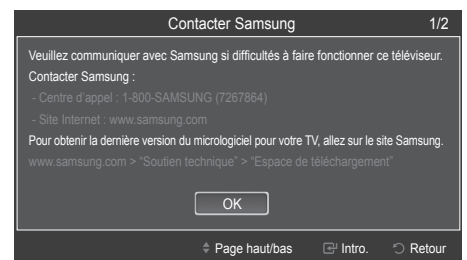 Contacter Samsung 1/2
Veuillez communiquer avec Samsung si difficultés à faire fonctionner ce téléviseur.
Contacter Samsung :
- Centre d'appel : 1-800-SAMSUNG (7267864)
- Site Internet : www.samsung.com
Pour obtenir la dernière version du micrologiciel pour votre TV, allez sur le site Samsung.
www.samsung.com > “Soutien technique” > “Espace de téléchargement”
OK
Page haut/bas Intro. Retour